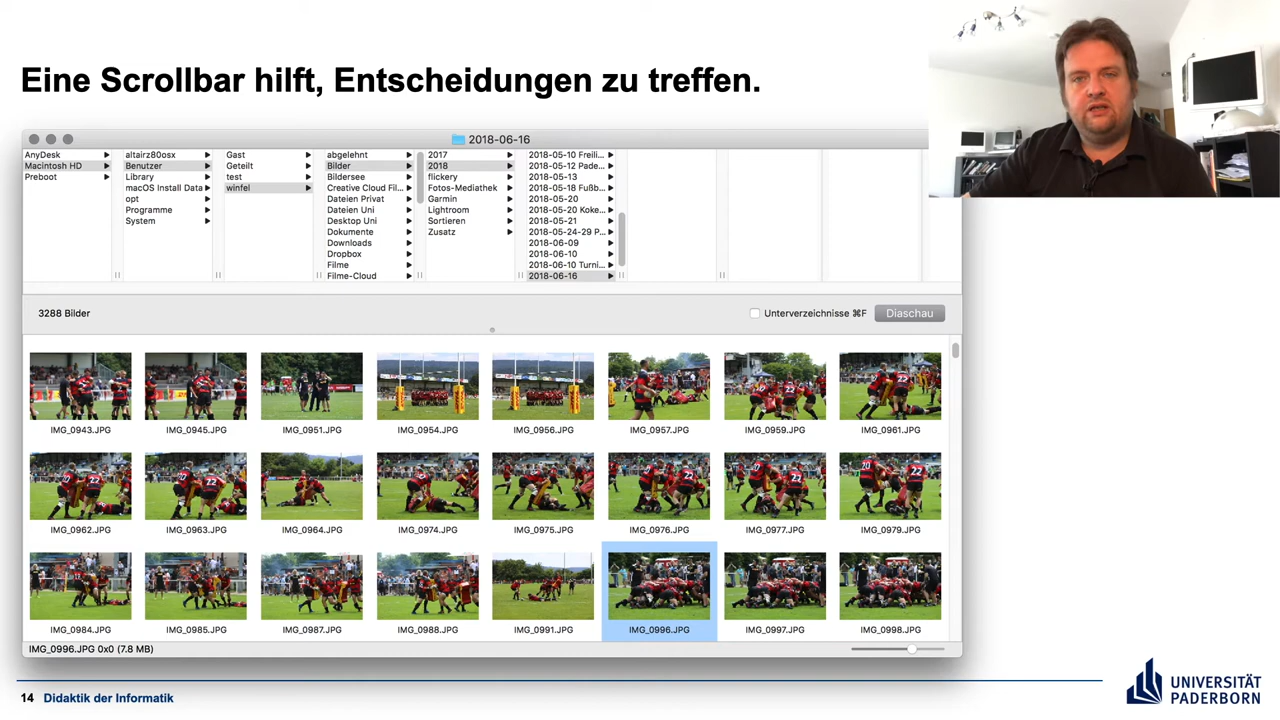 Eine Scrollbar hilft, Entscheidungen zu treffen.
2018-06-16
AnyDesk
Macintosh HD
Preboot
altairz80osx
Benutzer
Library
macOS Install Data
opt
Programme
System
Gast
Geteilt
test
winfel
abgelehnt
Bilder
Bildersee
Creative Cloud Fil...
Dateien Privat
Dateien Uni
Desktop Uni
Dokumente
Downloads
Dropbox
Filme
Filme-Cloud
2017
2018
flickery
Fotos-Mediathek
Garmin
Lightroom
Sortieren
Zusatz
2018-05-10 Freili...
2018-05-12 Pade...
2018-05-13
2018-05-18 Fußb...
2018-05-20
2018-05-20 Koke...
2018-05-21
2018-05-24-29 P...
2018-06-09
2018-06-10
2018-06-10 Turni...
2018-06-16
3288 Bilder
Unterverzeichnisse ⌘F
Diaschau
IMG_0943.JPG IMG_0945.JPG IMG_0951.JPG IMG_0954.JPG IMG_0956.JPG IMG_0957.JPG IMG_0959.JPG IMG_0961.JPG
IMG_0962.JPG IMG_0963.JPG IMG_0964.JPG IMG_0974.JPG IMG_0975.JPG IMG_0976.JPG IMG_0977.JPG IMG_0979.JPG
IMG_0984.JPG IMG_0985.JPG IMG_0987.JPG IMG_0988.JPG IMG_0991.JPG IMG_0996.JPG IMG_0997.JPG IMG_0998.JPG
IMG_0996.JPG 0x0 (7.8 MB)
14 Didaktik der Informatik
UNIVERSITÄT
PADERBORN